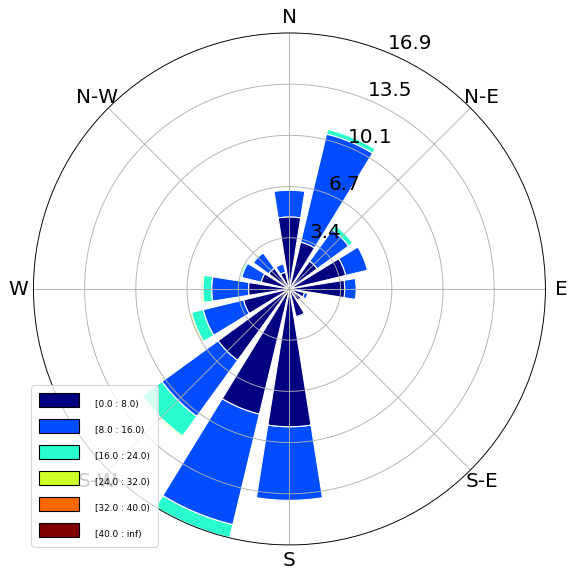 N
16.9
13.5
N-W
N-E
10.1
6.7
3.4
W
E
[0.0 : 8.0)
[8.0 : 16.0)
[16.0 : 24.0)
[24.0 : 32.0)
[32.0 : 40.0)
[40.0 : inf)
S-W
S-E
S